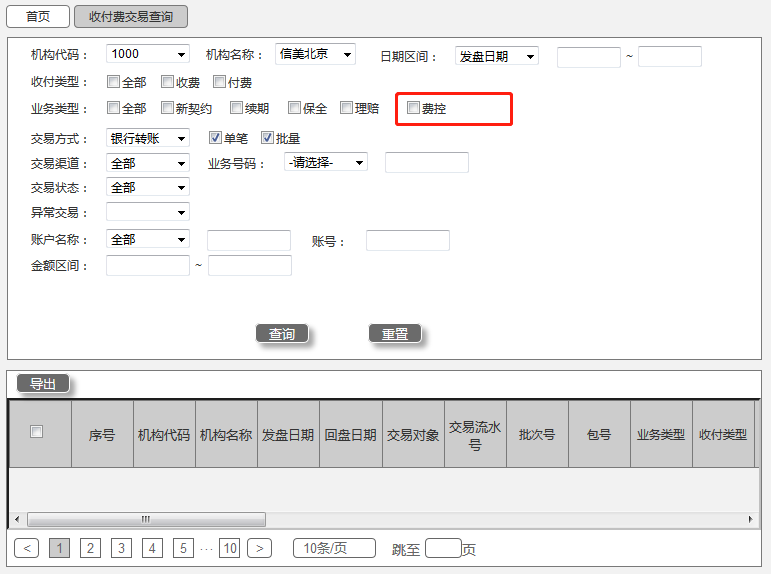 首页 收付费交易查询
机构代码： 1000 机构名称： 信美北京 日期区间： 发盘日期 ~
收付类型： 全部 收费 付费
业务类型： 全部 新契约 续期 保全 理赔 费控
交易方式： 银行转账 单笔 批量
交易渠道： 全部 业务号码： -请选择-
交易状态： 全部
异常交易：
账户名称： 全部 账号：
金额区间： ~
查询 重置
导出
序号 机构代码 机构名称 发盘日期 回盘日期 交易对象 交易流水号 批次号 包号 业务类型 收付类型
< 1 2 3 4 5 ··· 10 > 10条/页 跳至 页